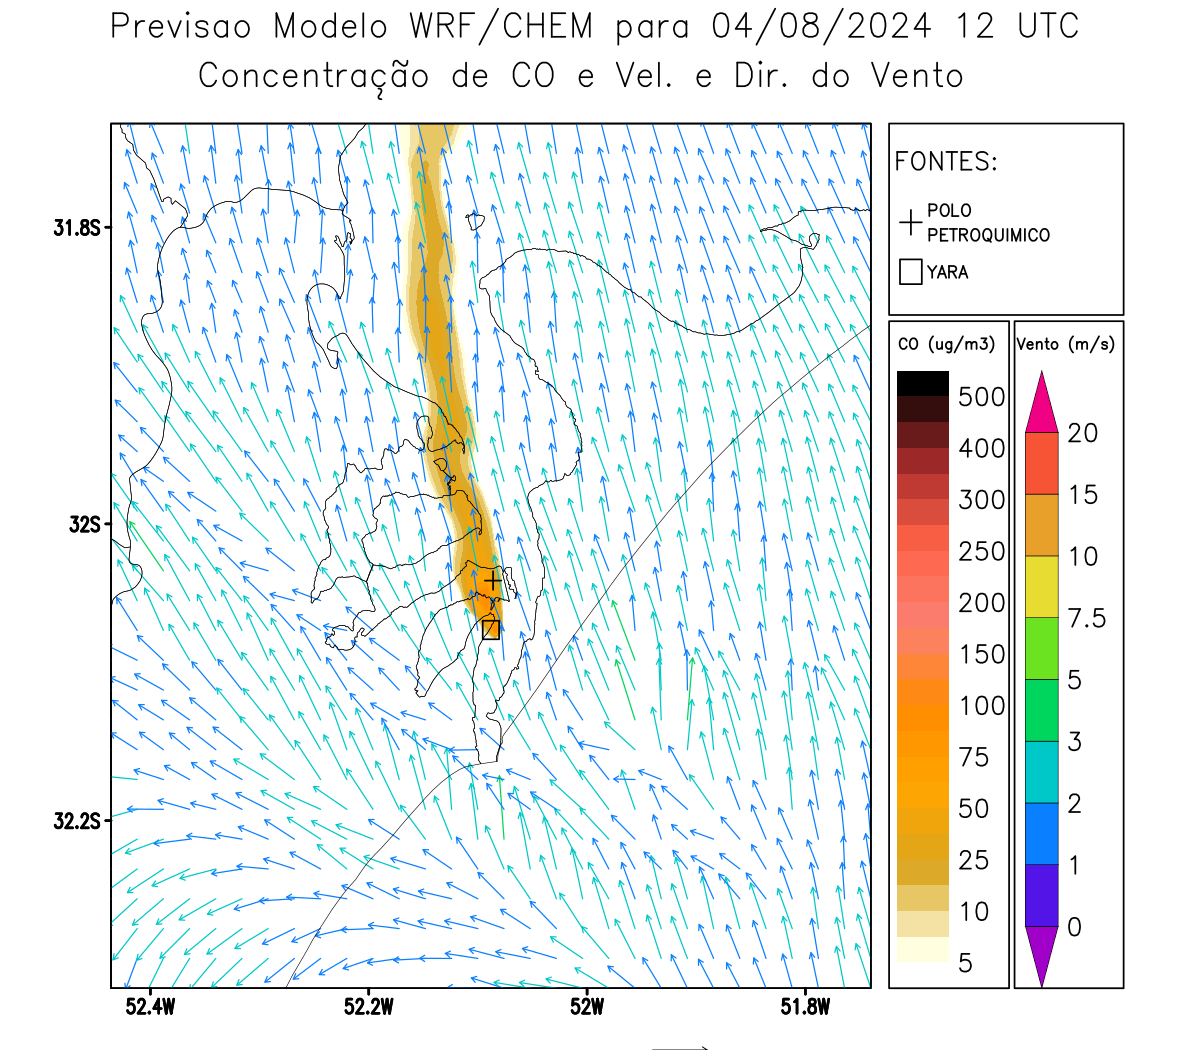 Previsao Modelo WRF/CHEM para 04/08/2024 12 UTC
Concentração de CO e Vel. e Dir. do Vento
FONTES:
POLO
PETROQUIMICO
YARA
CO (ug/m3)
500
400
300
250
200
150
100
75
50
25
10
5
Vento (m/s)
20
15
10
7.5
5
3
2
1
0
31.8S
32S
32.2S
52.4W
52.2W
52W
51.8W